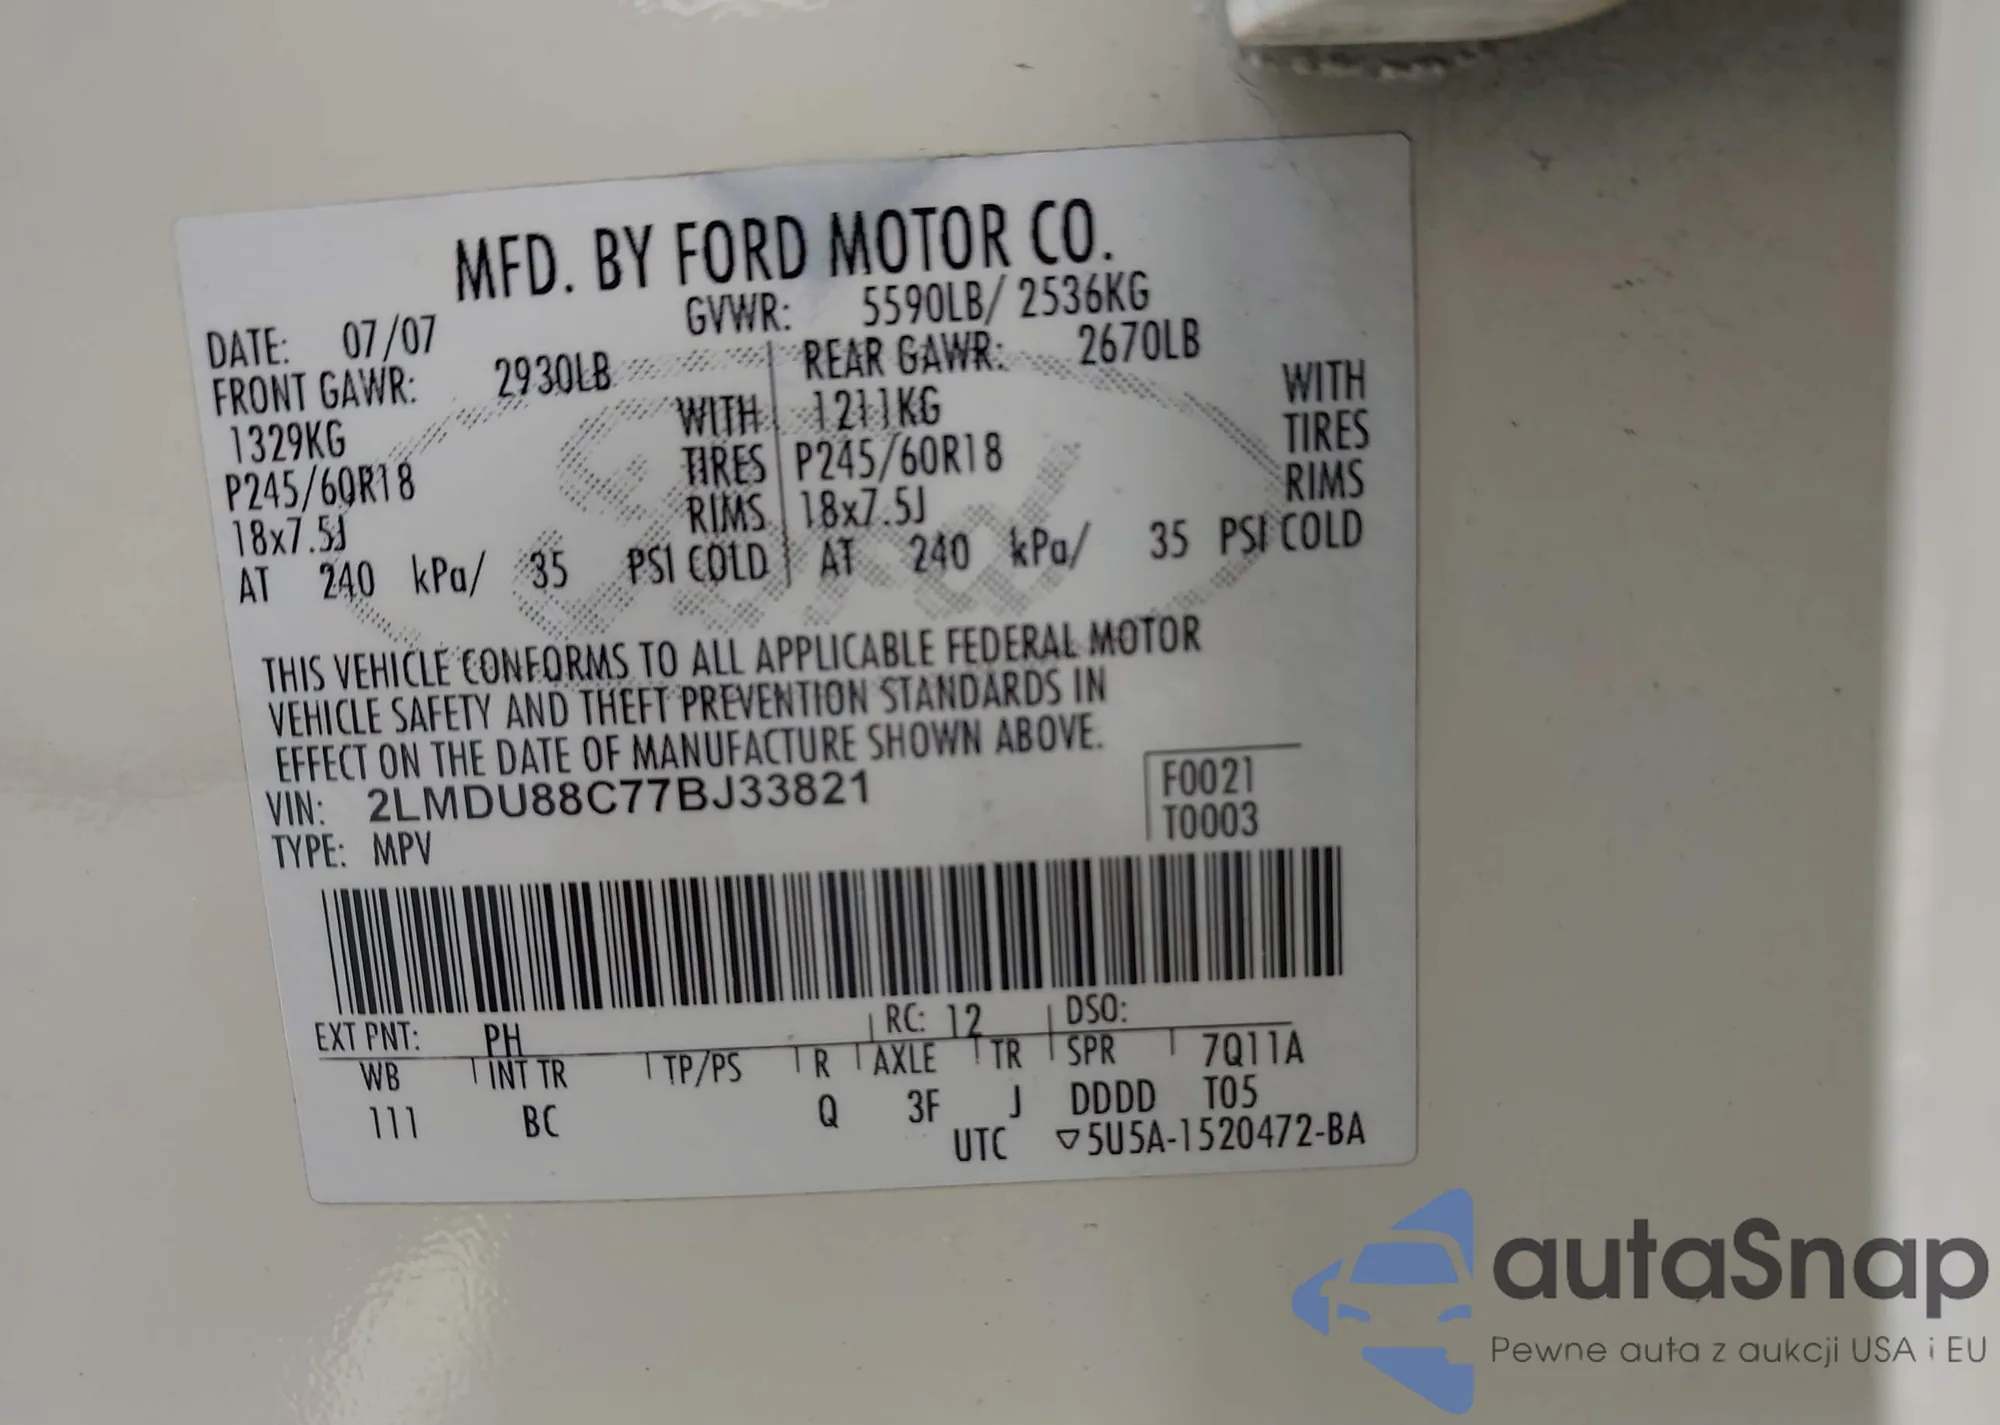 MFD. BY FORD MOTOR CO.
DATE: 07/07 GVWR: 5590LB/ 2536KG
FRONT GAWR: 2930LB REAR GAWR: 2670LB
1329KG WITH 1211KG WITH
P245/60R18 TIRES P245/60R18 TIRES
18x7.5J RIMS 18x7.5J RIMS
AT 240 kPa/ 35 PSI COLD AT 240 kPa/ 35 PSI COLD
Ford
THIS VEHICLE CONFORMS TO ALL APPLICABLE FEDERAL MOTOR
VEHICLE SAFETY AND THEFT PREVENTION STANDARDS IN
EFFECT ON THE DATE OF MANUFACTURE SHOWN ABOVE.
VIN: 2LMDU88C77BJ33821 F0021
TYPE: MPV T0003
EXT PNT: PH RC: 12 DSO:
WB INT TR TP/PS R AXLE TR SPR 7Q11A
111 BC Q 3F J DDDD T05
UTC ▽5U5A-1520472-BA
autaSnap
Pewne auta z aukcji USA i EU